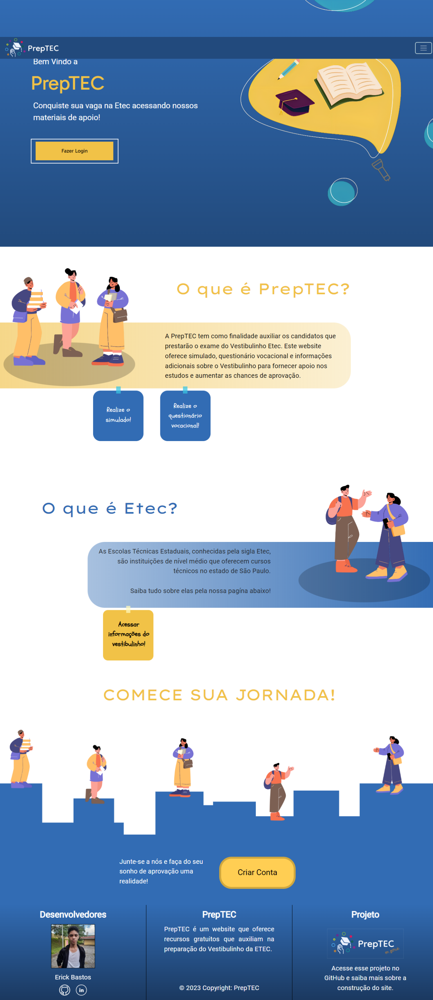 PrepTEC
Bem Vindo a
PrepTEC
Conquiste sua vaga na Etec acessando nossos
materiais de apoio!
Fazer Login
O que é PrepTEC?
A PrepTEC tem como finalidade auxiliar os candidatos que
prestarão o exame do Vestibulinho Etec. Este website
oferece simulado, questionário vocacional e informações
adicionais sobre o Vestibulinho para fornecer apoio nos
estudos e aumentar as chances de aprovação.
Realize o
simulado!
Realize o
questionário
vocacional!
O que é Etec?
As Escolas Técnicas Estaduais, conhecidas pela sigla Etec,
são instituições de nível médio que oferecem cursos
técnicos no estado de São Paulo.
Saiba tudo sobre elas pela nossa pagína abaixo!
Acessar
informações do
vestibulinho!
COMECE SUA JORNADA!
Junte-se a nós e faça do seu
sonho de aprovação uma
realidade!
Criar Conta
Desenvolvedores
Erick Bastos
in
PrepTEC
PrepTEC é um website que oferece
recursos gratuitos que auxiliam na
preparação do Vestibulinho da ETEC.
© 2023 Copyright: PrepTEC
Projeto
PrepTEC
on github
Acesse esse projeto no
GitHub e saiba mais sobre a
construção do site.